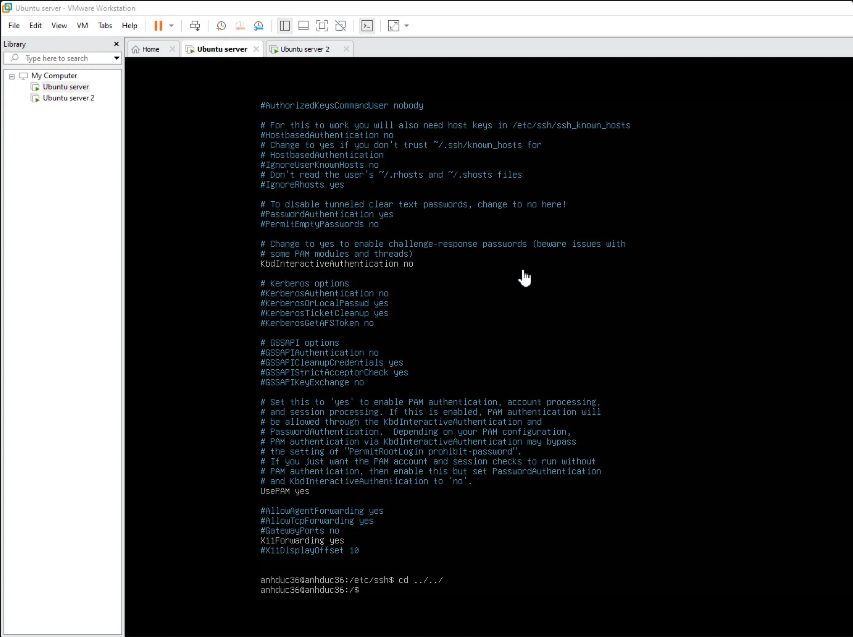 Ubuntu server - VMware Workstation
File Edit View VM Tabs Help
Library
Type here to search
My Computer
Ubuntu server
Ubuntu server 2
Home
Ubuntu server
Ubuntu server 2
#AuthorizedKeysCommandUser nobody
# For this to work you will also need host keys in /etc/ssh/ssh_known_hosts
#HostbasedAuthentication no
# Change to yes if you don't trust ~/.ssh/known_hosts for
# HostbasedAuthentication
#IgnoreUserKnownHosts no
# Don't read the user's ~/.rhosts and ~/.shosts files
#IgnoreRhosts yes
# To disable tunneled clear text passwords, change to no here!
#PasswordAuthentication yes
#PermitEmptyPasswords no
# Change to yes to enable challenge-response passwords (beware issues with
# some PAM modules and threads)
KbdInteractiveAuthentication no
# Kerberos options
#KerberosAuthentication no
#KerberosOrLocalPasswd yes
#KerberosTicketCleanup yes
#KerberosGetAFSToken no
# GSSAPI options
#GSSAPIAuthentication no
#GSSAPICleanupCredentials yes
#GSSAPIStrictAcceptorCheck yes
#GSSAPIKeyExchange no
# Set this to 'yes' to enable PAM authentication, account processing,
# and session processing. If this is enabled, PAM authentication will
# be allowed through the KbdInteractiveAuthentication and
# PasswordAuthentication.  Depending on your PAM configuration,
# PAM authentication via KbdInteractiveAuthentication may bypass
# the setting of "PermitRootLogin prohibit-password".
# If you just want the PAM account and session checks to run without
# PAM authentication, then enable this but set PasswordAuthentication
# and KbdInteractiveAuthentication to 'no'.
UsePAM yes
#AllowAgentForwarding yes
#AllowTcpForwarding yes
#GatewayPorts no
X11Forwarding yes
#X11DisplayOffset 10
anhduc36@anhduc36:/etc/ssh$ cd ../../
anhduc36@anhduc36:/$